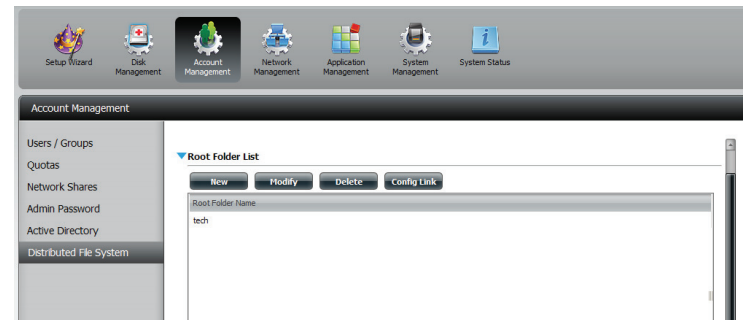 Setup Wizard
Disk Management
Account Management
Network Management
Application Management
System Management
System Status
Account Management
Users / Groups
Quotas
Network Shares
Admin Password
Active Directory
Distributed File System
Root Folder List
New Modify Delete Config Link
Root Folder Name
tech